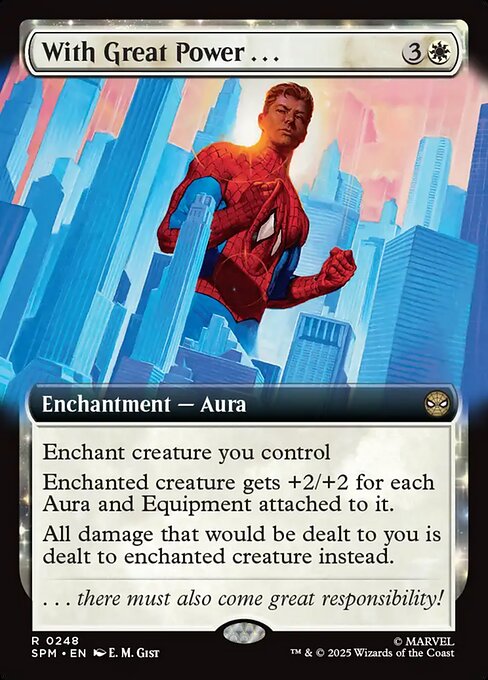 With Great Power . . . 3
Enchantment — Aura
Enchant creature you control
Enchanted creature gets +2/+2 for each
Aura and Equipment attached to it.
All damage that would be dealt to you is
dealt to enchanted creature instead.
. . . there must also come great responsibility!
R 0248
© MARVEL
SPM • EN E. M. GIST
™ & © 2025 Wizards of the Coast